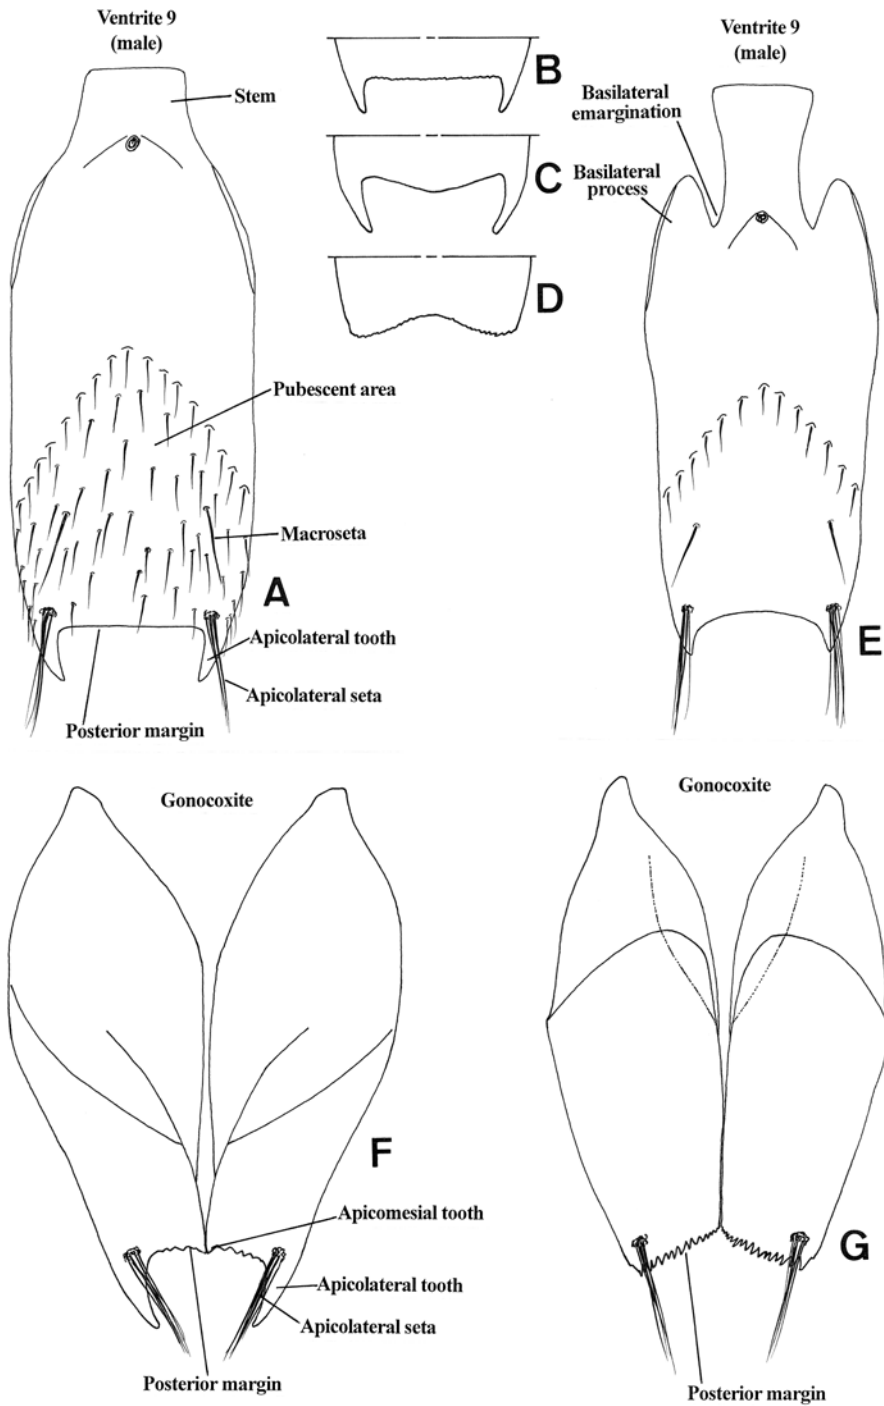 Ventrite 9
(male)
Stem
Pubescent area
Macroseta
A
Apicolateral tooth
Apicolateral seta
Posterior margin
B
C
D
Ventrite 9
(male)
Basilateral
emargination
Basilateral
process
E
Gonocoxite
F
Apicomesial tooth
Apicolateral tooth
Apicolateral seta
Posterior margin
Gonocoxite
G
Posterior margin